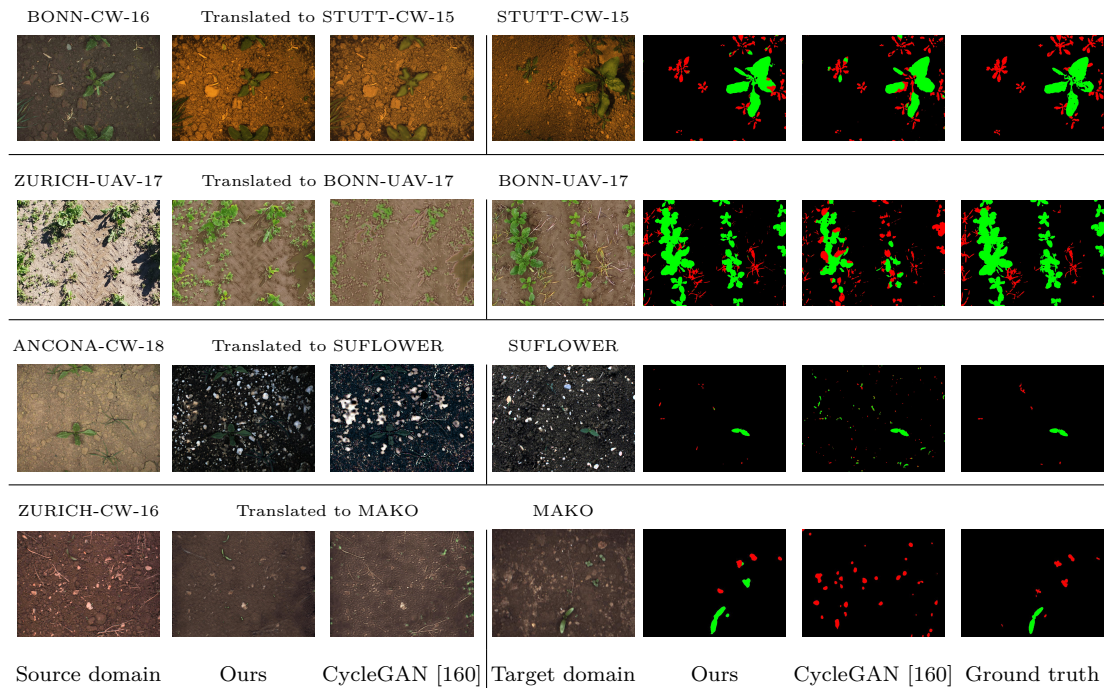 BONN-CW-16 Translated to STUTT-CW-15 STUTT-CW-15
ZURICH-UAV-17 Translated to BONN-UAV-17 BONN-UAV-17
ANCONA-CW-18 Translated to SUFLOWER SUFLOWER
ZURICH-CW-16 Translated to MAKO MAKO
Source domain Ours CycleGAN [160] Target domain Ours CycleGAN [160] Ground truth